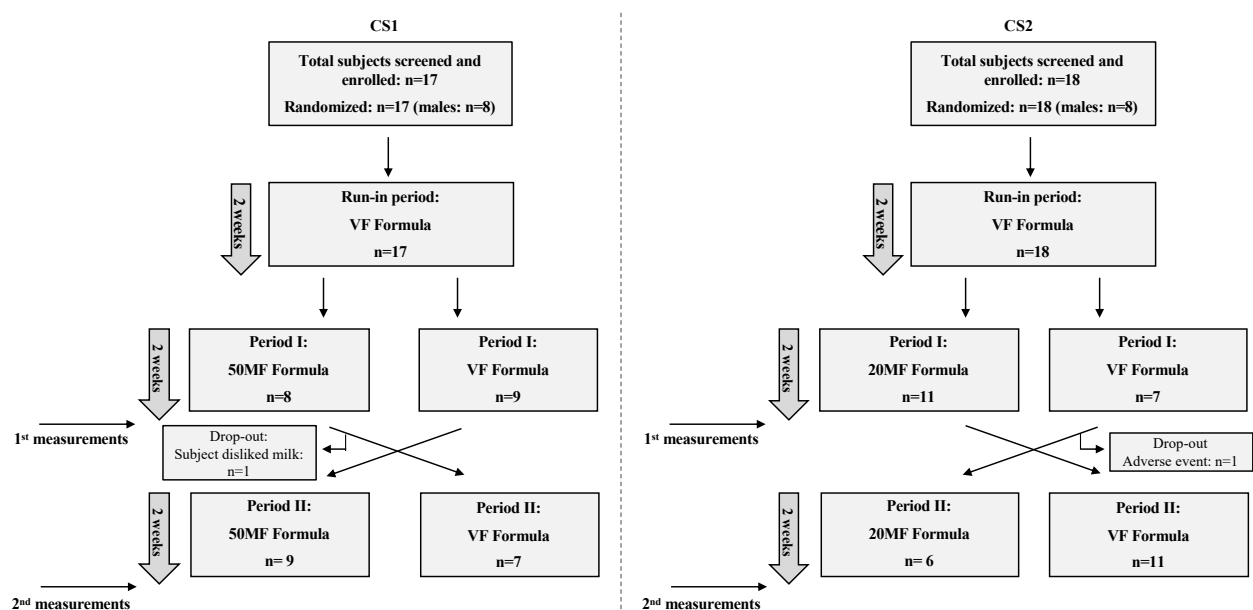 CS1
Total subjects screened and
enrolled: n=17
Randomized: n=17 (males: n=8)
2 weeks
Run-in period:
VF Formula
n=17
2 weeks
Period I:
50MF Formula
n=8
Period I:
VF Formula
n=9
1st measurements
Drop-out:
Subject disliked milk:
n=1
2 weeks
Period II:
50MF Formula
n= 9
Period II:
VF Formula
n=7
2nd measurements
CS2
Total subjects screened and
enrolled: n=18
Randomized: n=18 (males: n=8)
2 weeks
Run-in period:
VF Formula
n=18
2 weeks
Period I:
20MF Formula
n=11
Period I:
VF Formula
n=7
1st measurements
Drop-out
Adverse event: n=1
2 weeks
Period II:
20MF Formula
n= 6
Period II:
VF Formula
n=11
2nd measurements